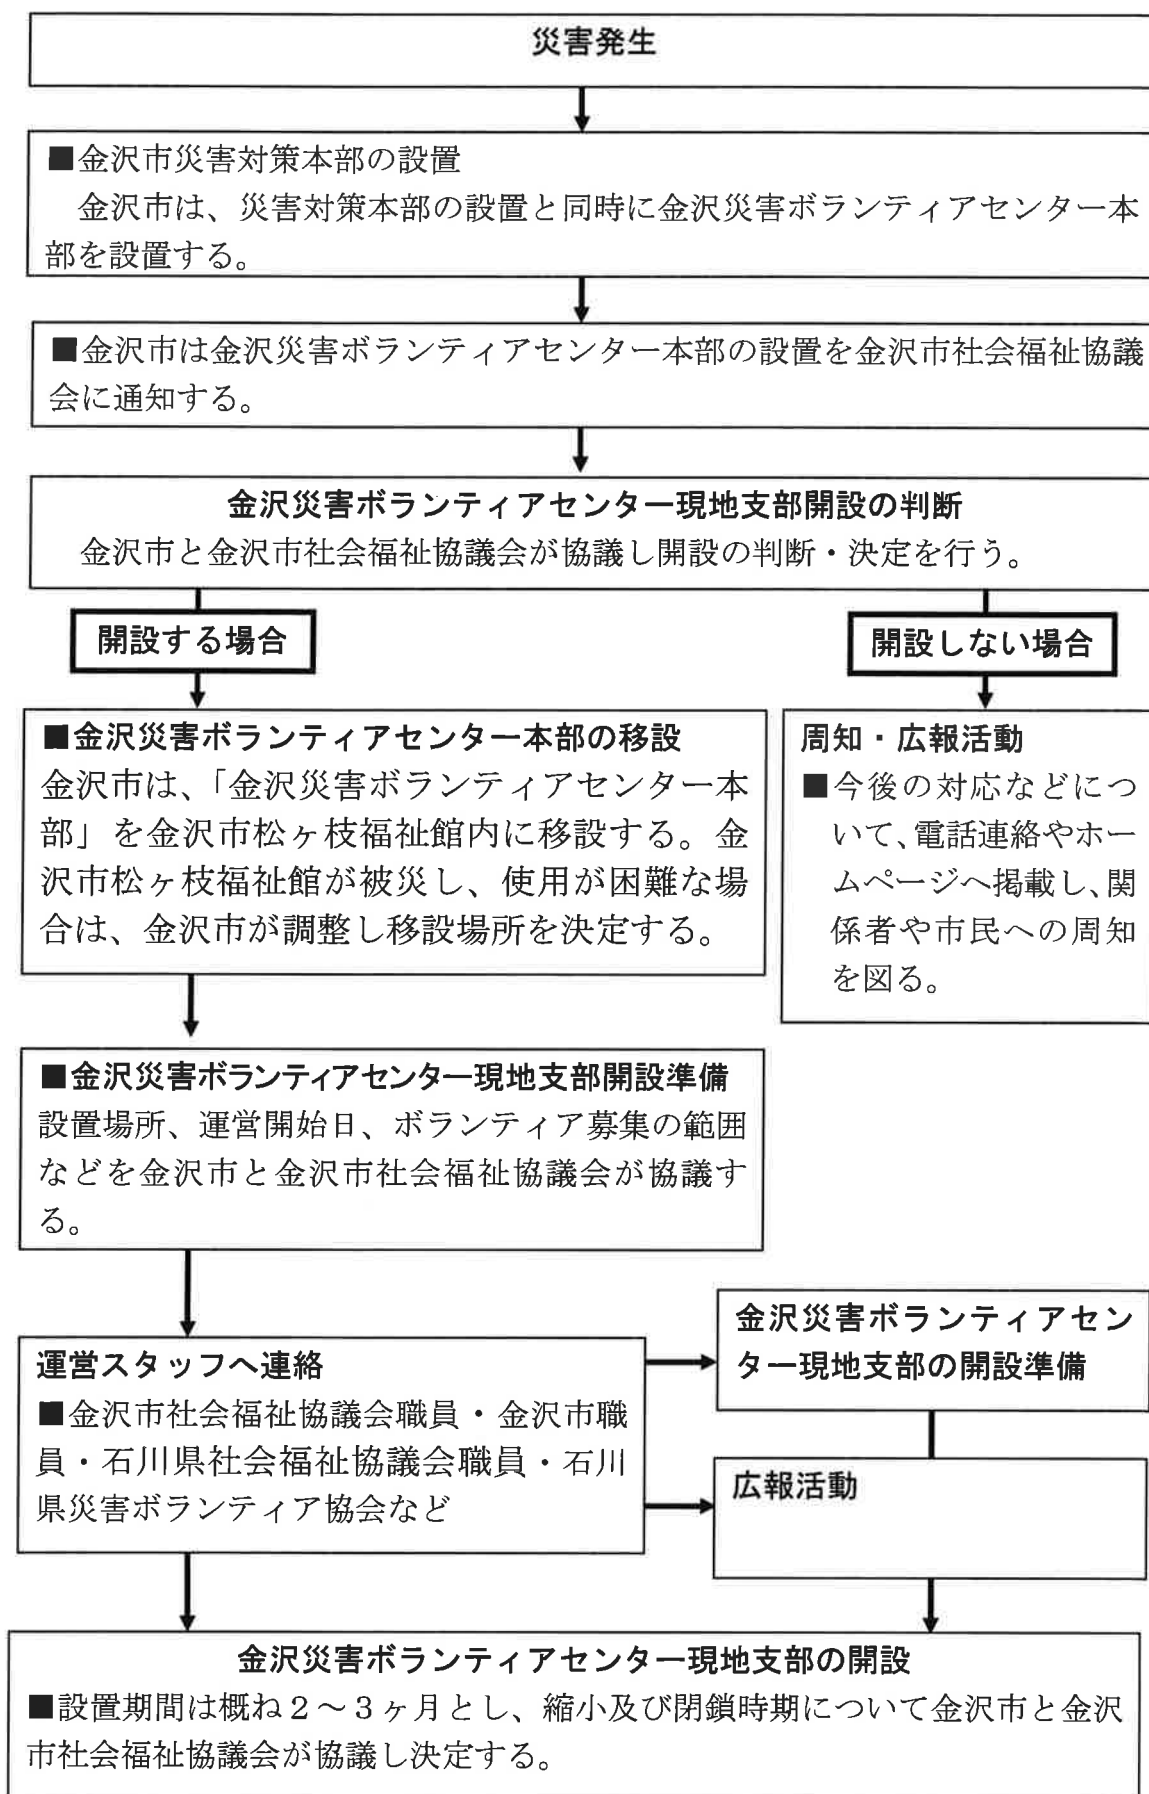 災害発生
■金沢市災害対策本部の設置
金沢市は、災害対策本部の設置と同時に金沢災害ボランティアセンター本
部を設置する。
■金沢市は金沢災害ボランティアセンター本部の設置を金沢市社会福祉協議
会に通知する。
金沢災害ボランティアセンター現地支部開設の判断
金沢市と金沢市社会福祉協議会が協議し開設の判断・決定を行う。
開設する場合
開設しない場合
■金沢災害ボランティアセンター本部の移設
金沢市は、「金沢災害ボランティアセンター本
部」を金沢市松ヶ枝福祉館内に移設する。金
沢市松ヶ枝福祉館が被災し、使用が困難な場
合は、金沢市が調整し移設場所を決定する。
周知・広報活動
■今後の対応などにつ
いて、電話連絡やホー
ムページへ掲載し、関
係者や市民への周知
を図る。
■金沢災害ボランティアセンター現地支部開設準備
設置場所、運営開始日、ボランティア募集の範囲
などを金沢市と金沢市社会福祉協議会が協議す
る。
運営スタッフへ連絡
■金沢市社会福祉協議会職員・金沢市職
員・石川県社会福祉協議会職員・石川
県災害ボランティア協会など
金沢災害ボランティアセン
ター現地支部の開設準備
広報活動
金沢災害ボランティアセンター現地支部の開設
■設置期間は概ね２～３ヶ月とし、縮小及び閉鎖時期について金沢市と金沢
市社会福祉協議会が協議し決定する。